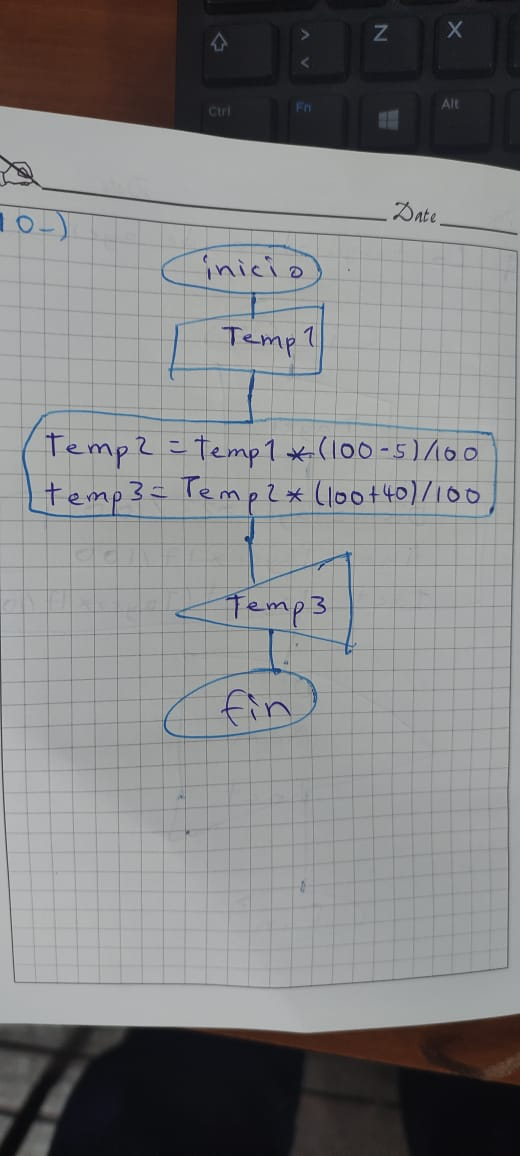 >
<
Z
X
Ctrl
Fn
Alt
Date
10-)
inicio
Temp1
Temp2 = temp1 * (100-5)/100
temp3 = Temp2 * (100+40)/100
Temp3
fin